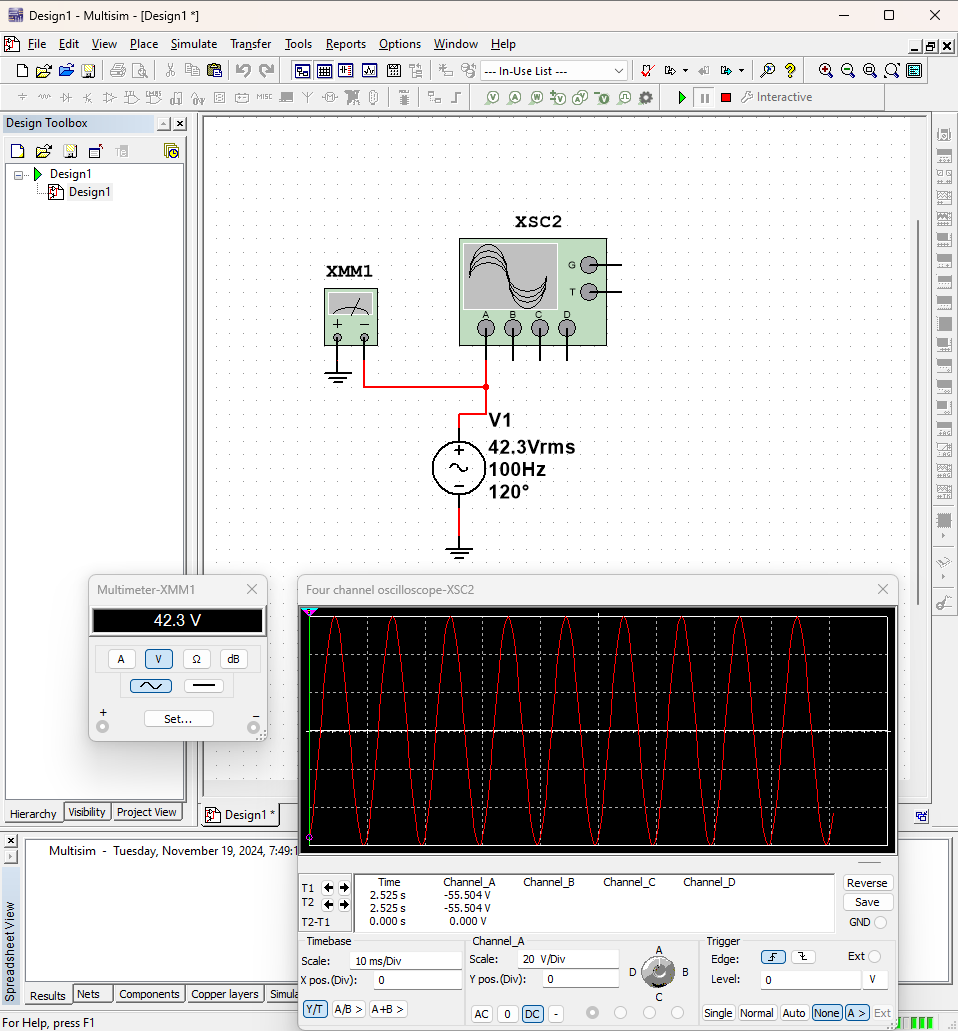 Design1 - Multisim - [Design1 *]
File Edit View Place Simulate Transfer Tools Reports Options Window Help
--- In-Use List ---
MISC
V A W V A V
Interactive
Design Toolbox
Design1
Design1
XSC2
XMM1
G
T
A B C D
V1
42.3Vrms
100Hz
120°
Multimeter-XMM1
42.3 V
A V Ω dB
+ −
Set...
Four channel oscilloscope-XSC2
Hierarchy Visibility Project View
Design1 *
Multisim - Tuesday, November 19, 2024, 7:49:1
Spreadsheet View
Time Channel_A Channel_B Channel_C Channel_D
T1 2.525 s -55.504 V
T2 2.525 s -55.504 V
T2-T1 0.000 s 0.000 V
Reverse
Save
GND
Timebase
Scale: 10 ms/Div
X pos.(Div): 0
Y/T A/B > A+B >
Channel_A
Scale: 20 V/Div
Y pos.(Div): 0
AC 0 DC -
A
D B
C
Trigger
Edge: Ext
Level: 0 V
Single Normal Auto None A > Ext
Results Nets Components Copper layers Simula
For Help, press F1